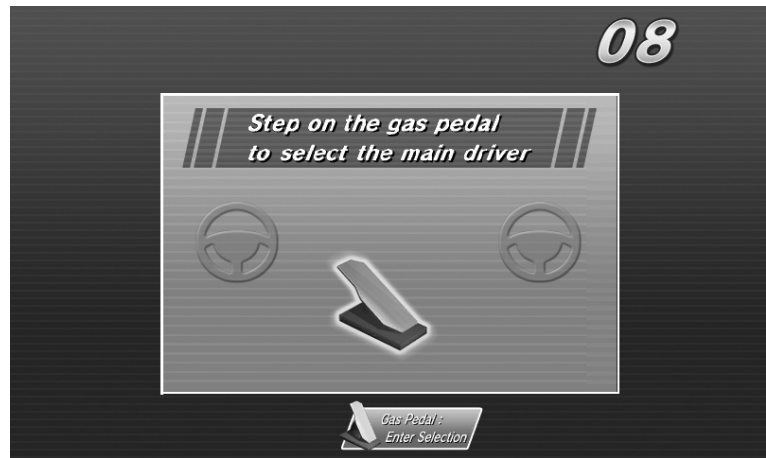 08
Step on the gas pedal
to select the main driver
Gas Pedal :
Enter Selection